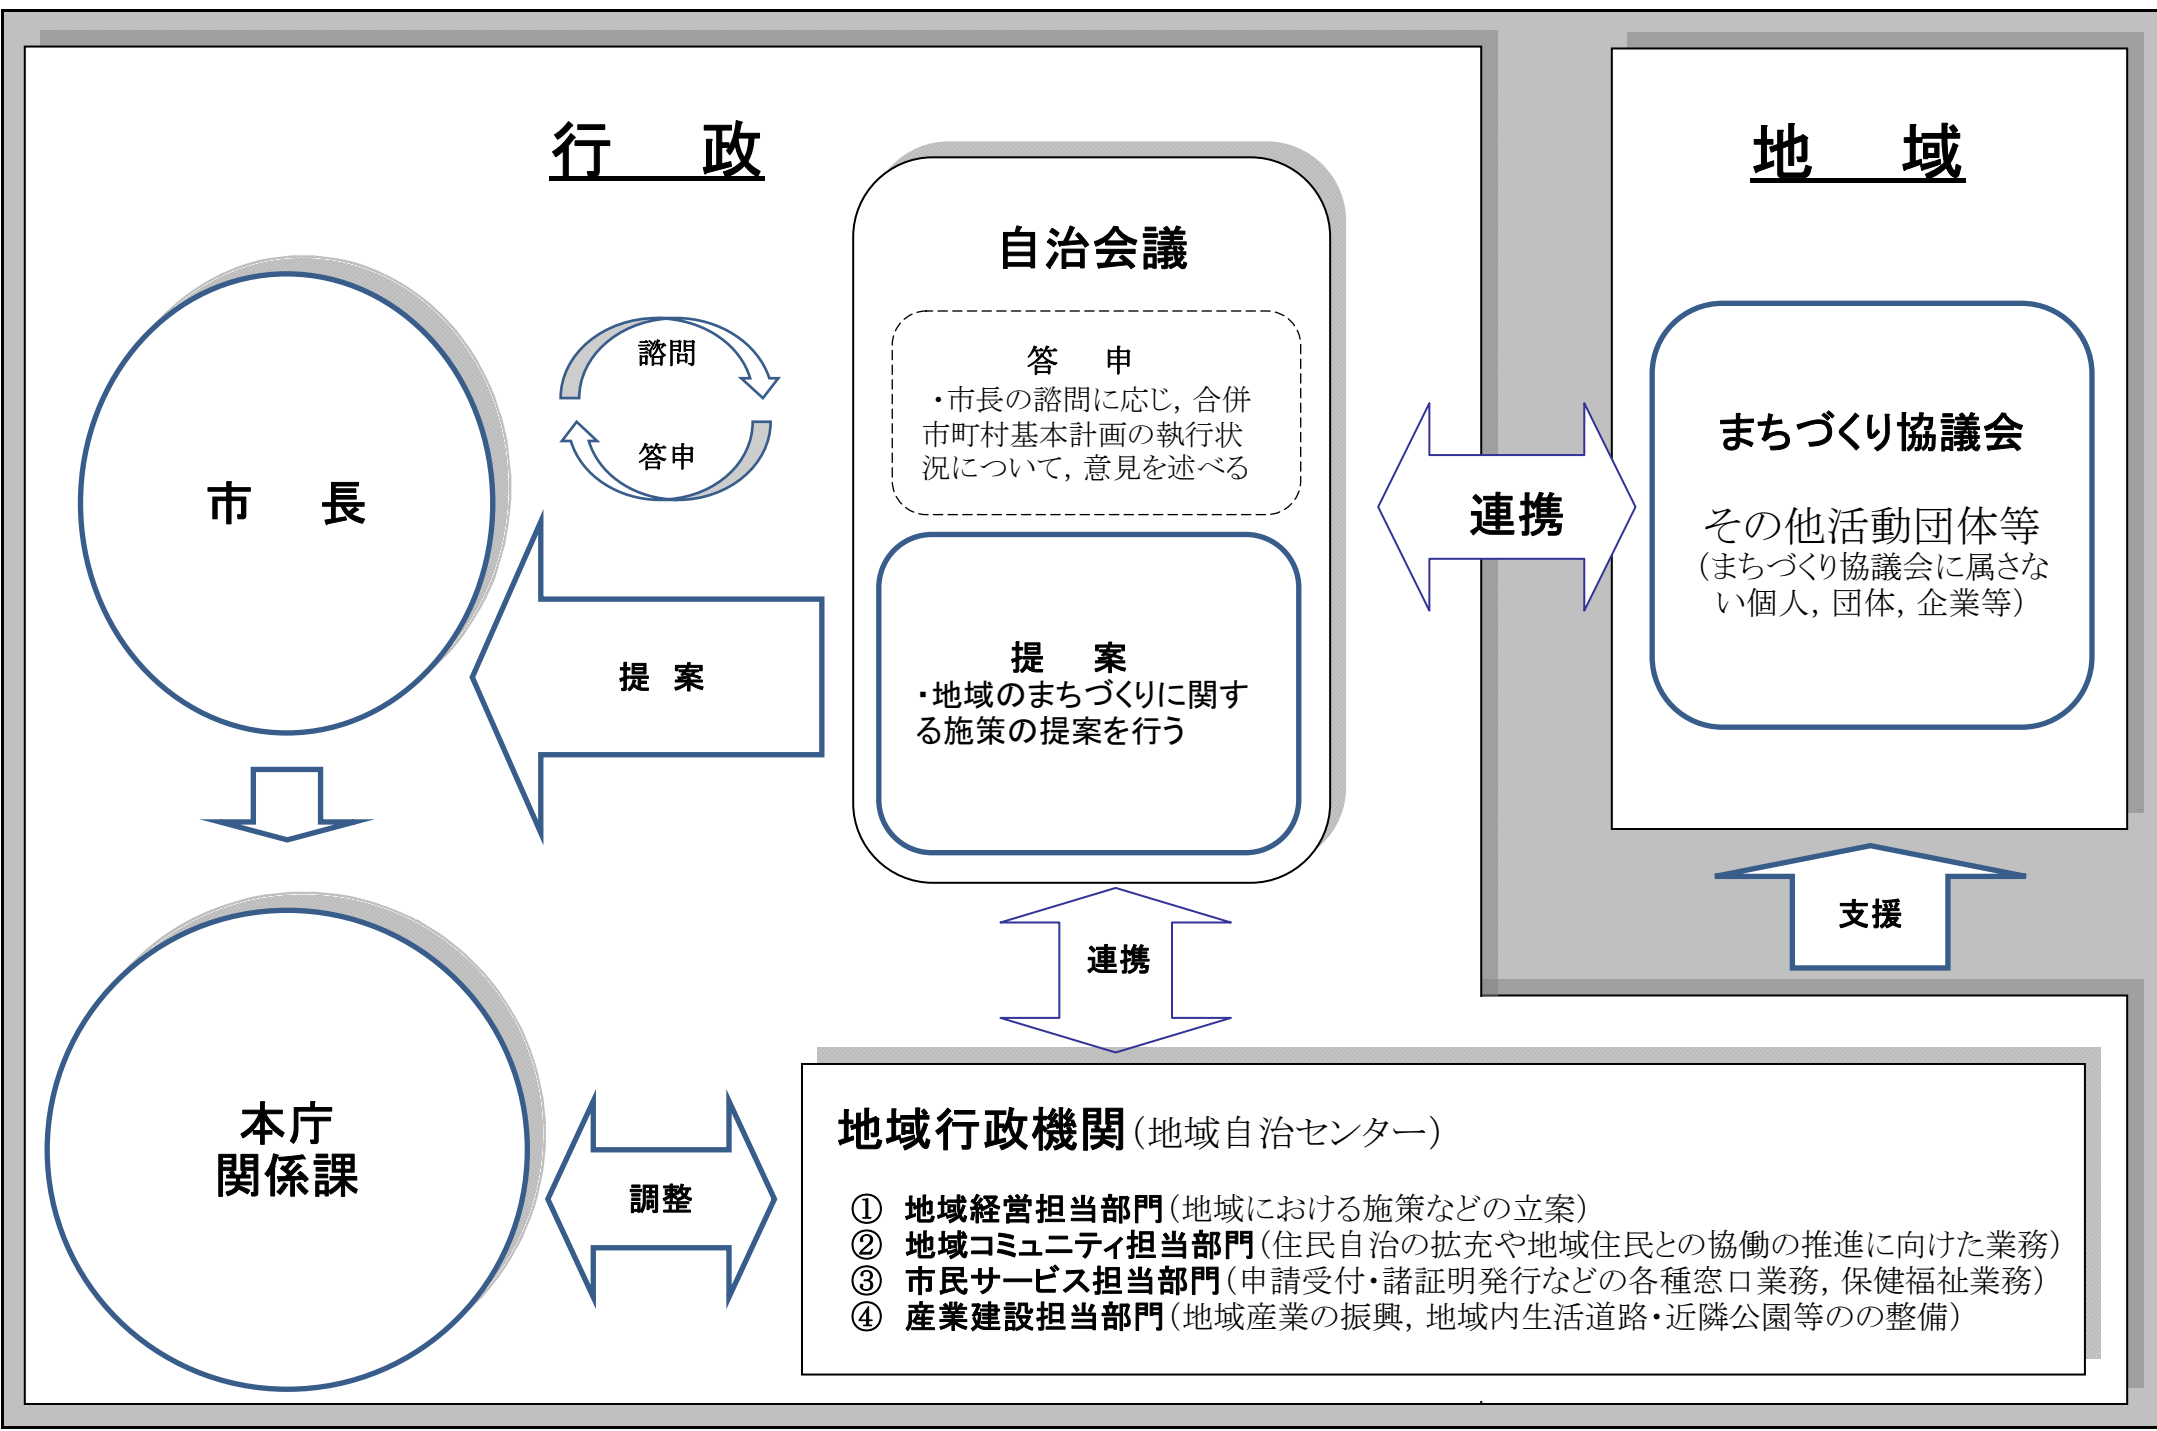 行　政
地　域
自治会議
諮問
答申
答　申
・市長の諮問に応じ，合併
市町村基本計画の執行状
況について，意見を述べる
市　長
提　案
提　案
・地域のまちづくりに関す
る施策の提案を行う
連携
まちづくり協議会
その他活動団体等
（まちづくり協議会に属さな
い個人，団体，企業等）
支援
連携
本庁
関係課
調整
地域行政機関（地域自治センター）
①　地域経営担当部門（地域における施策などの立案）
②　地域コミュニティ担当部門（住民自治の拡充や地域住民との協働の推進に向けた業務）
③　市民サービス担当部門（申請受付・諸証明発行などの各種窓口業務，保健福祉業務）
④　産業建設担当部門（地域産業の振興，地域内生活道路・近隣公園等のの整備）